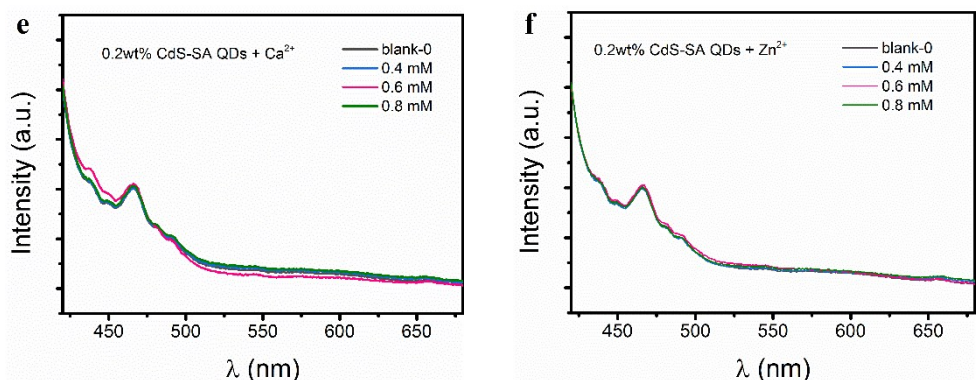 e
0.2wt% CdS-SA QDs + Ca²⁺
blank-0
0.4 mM
0.6 mM
0.8 mM
Intensity (a.u.)
450 500 550 600 650
λ (nm)
f
0.2wt% CdS-SA QDs + Zn²⁺
blank-0
0.4 mM
0.6 mM
0.8 mM
Intensity (a.u.)
450 500 550 600 650
λ (nm)